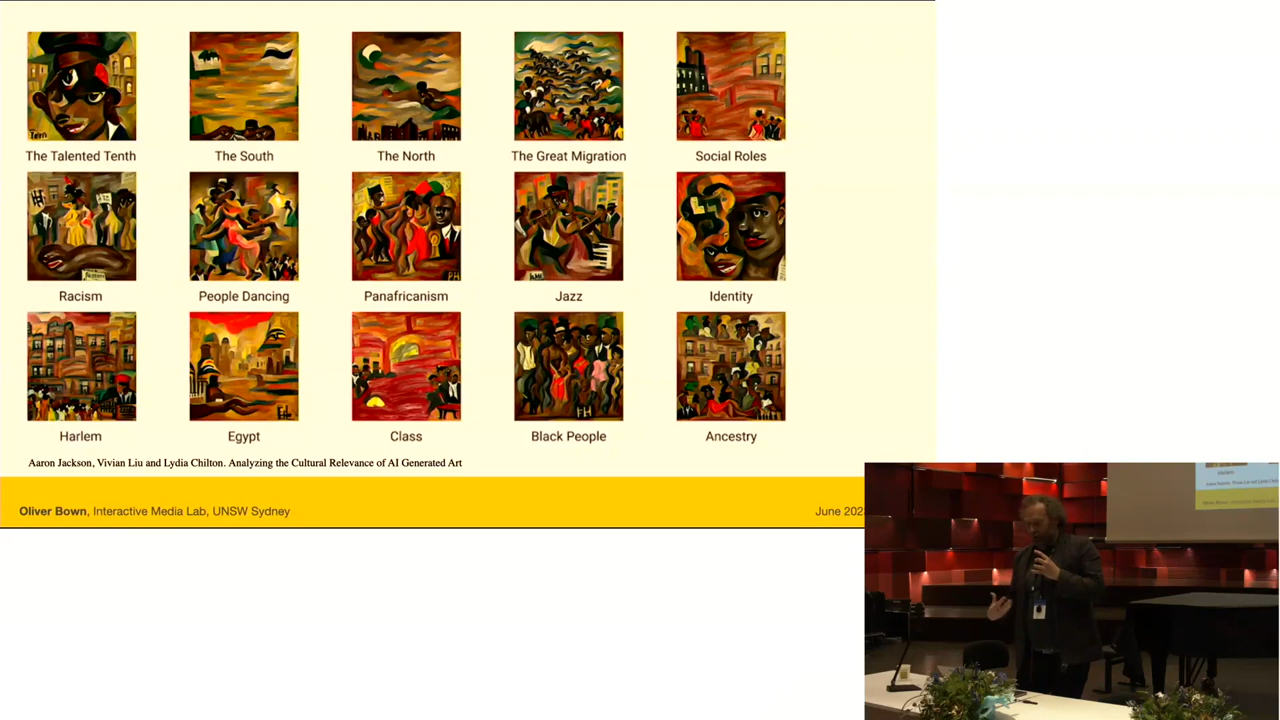 The Talented Tenth
The South
The North
The Great Migration
Social Roles
Racism
People Dancing
Panafricanism
Jazz
Identity
Harlem
Egypt
Class
Black People
Ancestry
Aaron Jackson, Vivian Liu and Lydia Chilton. Analyzing the Cultural Relevance of AI Generated Art
Oliver Bown, Interactive Media Lab, UNSW Sydney
June